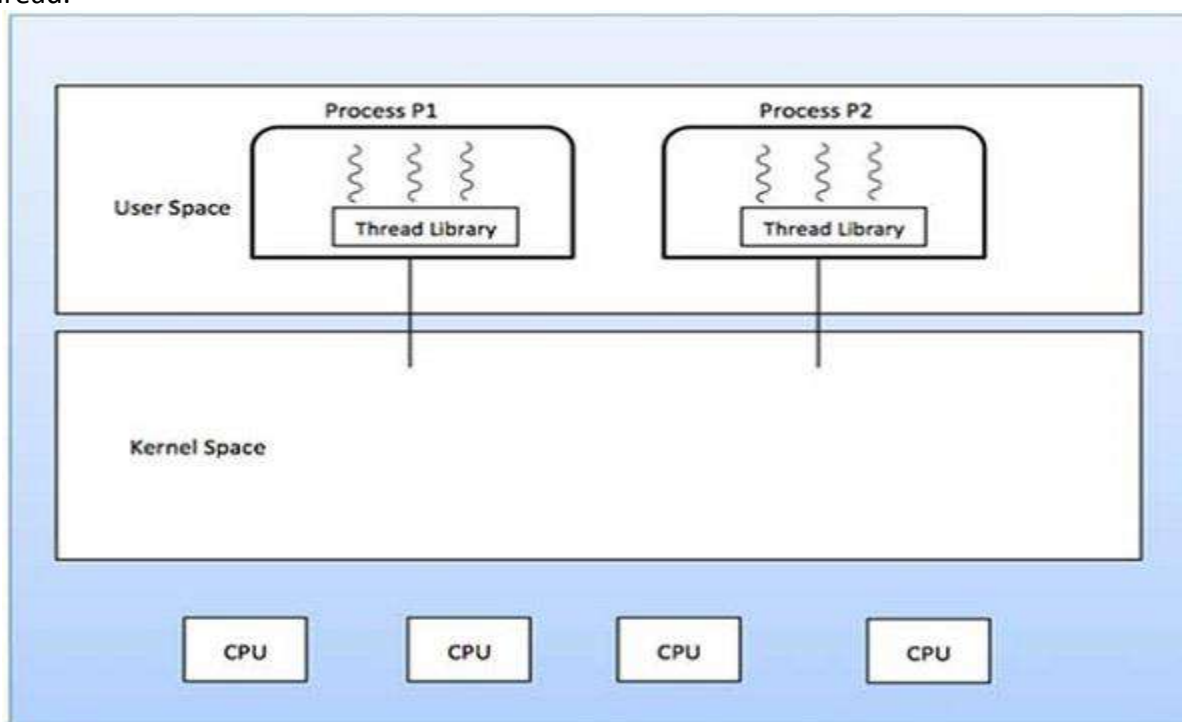 Process P1
Process P2
User Space
Thread Library
Thread Library
Kernel Space
CPU
CPU
CPU
CPU